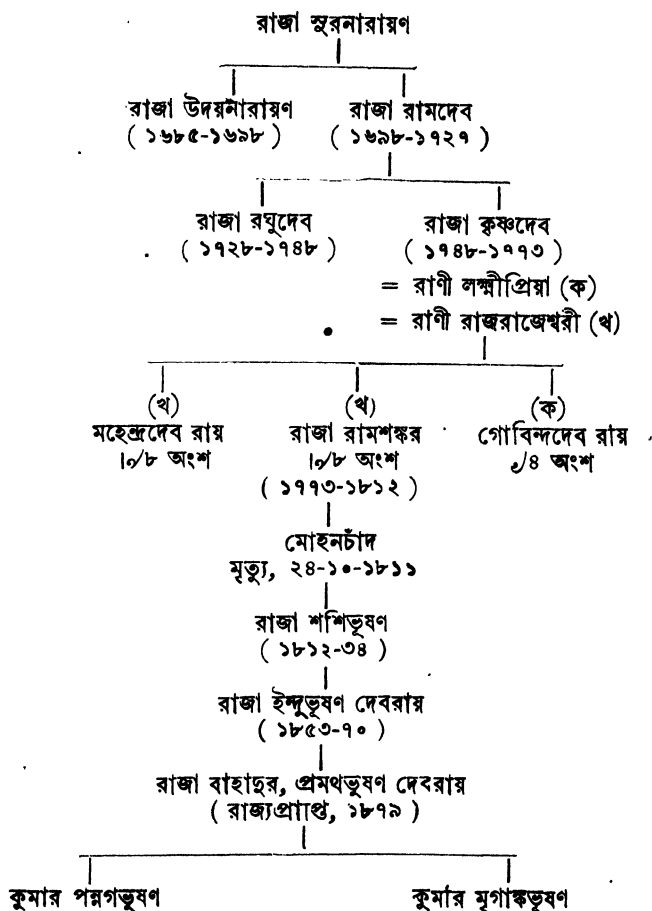 রাজা সুরনারায়ণ
রাজা উদয়নারায়ণ রাজা রামদেব
( ১৬৮৫-১৬৯৮ ) ( ১৬৯৮-১৭২৭ )
রাজা রঘুদেব রাজা কৃষ্ণদেব
( ১৭২৮-১৭৪৮ ) ( ১৭৪৮-১৭৭৩ )
= রাণী লক্ষ্মীপ্রিয়া (ক)
= রাণী রাজরাজেশ্বরী (খ)
(খ) (খ) (ক)
মহেন্দ্রদেব রায় রাজা রামশঙ্কর গোবিন্দদেব রায়
৷৵৮ অংশ ৷৵৮ অংশ ৶৪ অংশ
( ১৭৭৩-১৮১২ )
মোহনচাঁদ
মৃত্যু, ২৪-১০-১৮১১
রাজা শশিভূষণ
( ১৮১২-৩৪ )
রাজা ইন্দুভূষণ দেবরায়
( ১৮৫৩-৭০ )
রাজা বাহাদুর, প্রমথভূষণ দেবরায়
( রাজ্যপ্রাপ্তি, ১৮৭৯ )
কুমার পন্নগভূষণ কুমার মৃগাঙ্কভূষণ